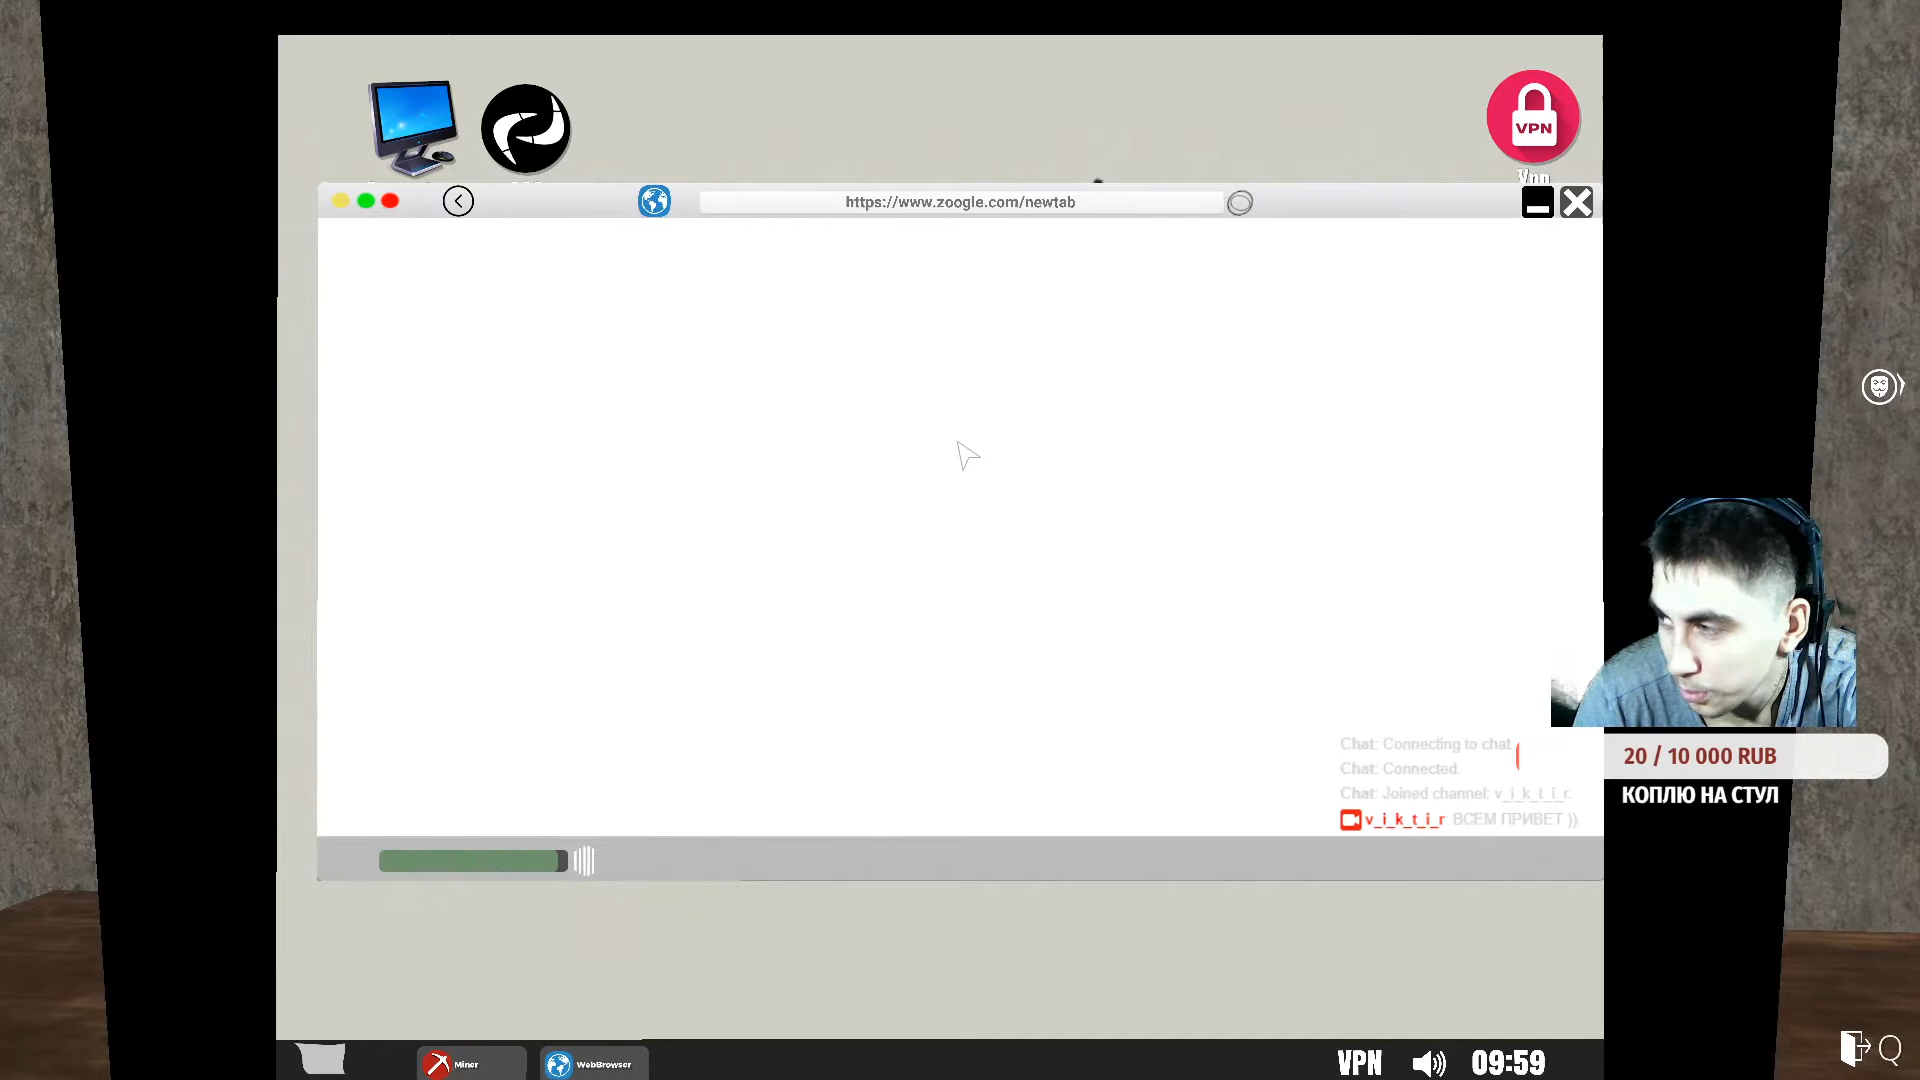 VPN
Vpn
https://www.zoogle.com/newtab
Chat: Connecting to chat
Chat: Connected.
Chat: Joined channel: v_i_k_t_i_r.
v_i_k_t_i_r ВСЕМ ПРИВЕТ ))
20 / 10 000 RUB
КОПЛЮ НА СТУЛ
Miner
WebBrowser
VPN
09:59
Q